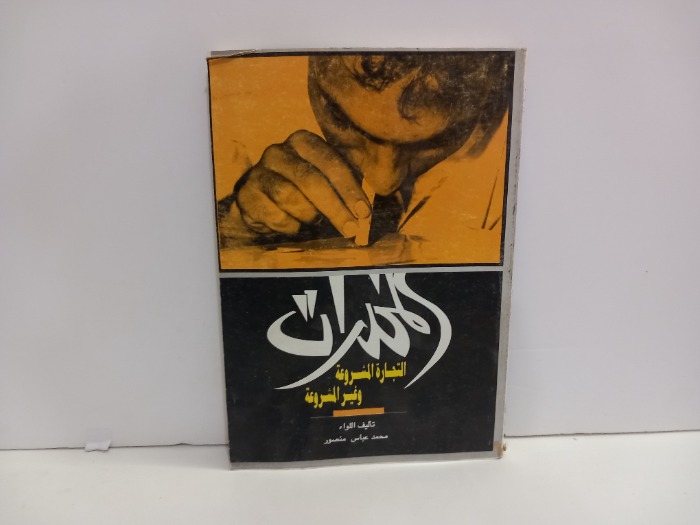 المخدرات
التجارة المشروعة
وغير المشروعة
تأليف اللواء
محمد عباس منصور